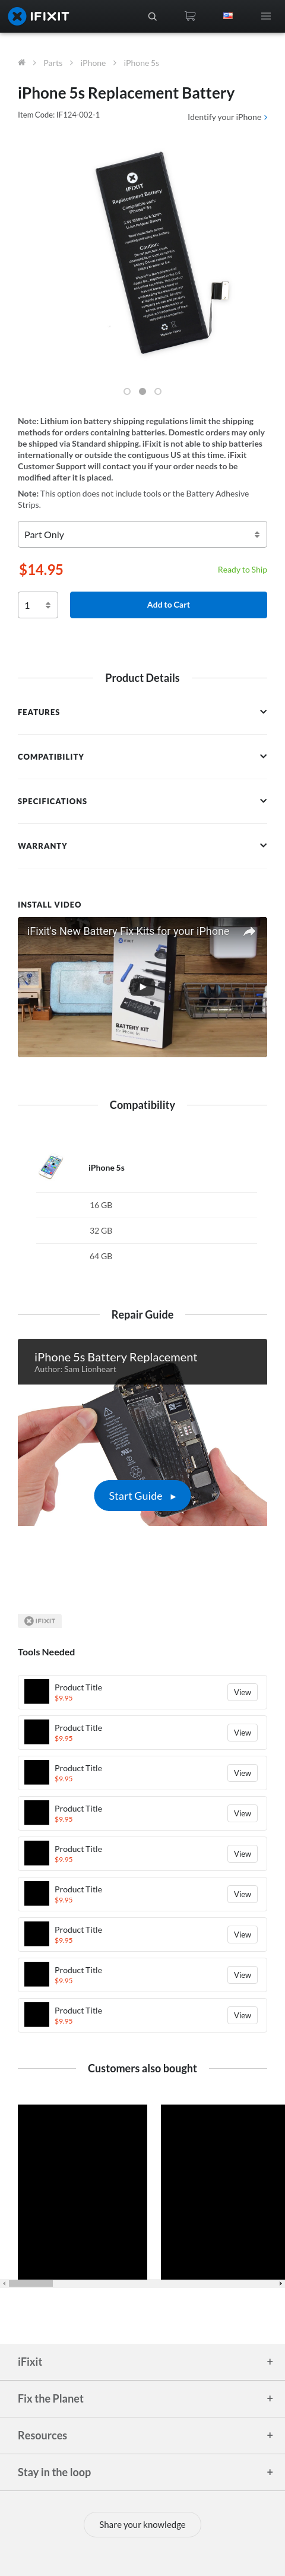 IFIXIT
Parts
iPhone
iPhone 5s
iPhone 5s Replacement Battery
Item Code: IF124-002-1
Identify your iPhone
IFIXIT
Compatible with:
iPhone® 5s
Note: Lithium ion battery shipping regulations limit the shipping
methods for orders containing batteries. Domestic orders may only
be shipped via Standard shipping. iFixit is not able to ship batteries
internationally or outside the contiguous US at this time. iFixit
Customer Support will contact you if your order needs to be
modified after it is placed.
Note: This option does not include tools or the Battery Adhesive
Strips.
Part Only
$14.95
Ready to Ship
1
Add to Cart
Product Details
FEATURES
COMPATIBILITY
SPECIFICATIONS
WARRANTY
INSTALL VIDEO
iFixit's New Battery Fix Kits for your iPhone
IFIXIT
BATTERY KIT
Compatibility
iPhone 5s
16 GB
32 GB
64 GB
Repair Guide
iPhone 5s Battery Replacement
Author: Sam Lionheart
Start Guide
IFIXIT
Tools Needed
Product Title
$9.95
View
Product Title
$9.95
View
Product Title
$9.95
View
Product Title
$9.95
View
Product Title
$9.95
View
Product Title
$9.95
View
Product Title
$9.95
View
Product Title
$9.95
View
Product Title
$9.95
View
Customers also bought
iFixit
+
Fix the Planet
+
Resources
+
Stay in the loop
+
Share your knowledge